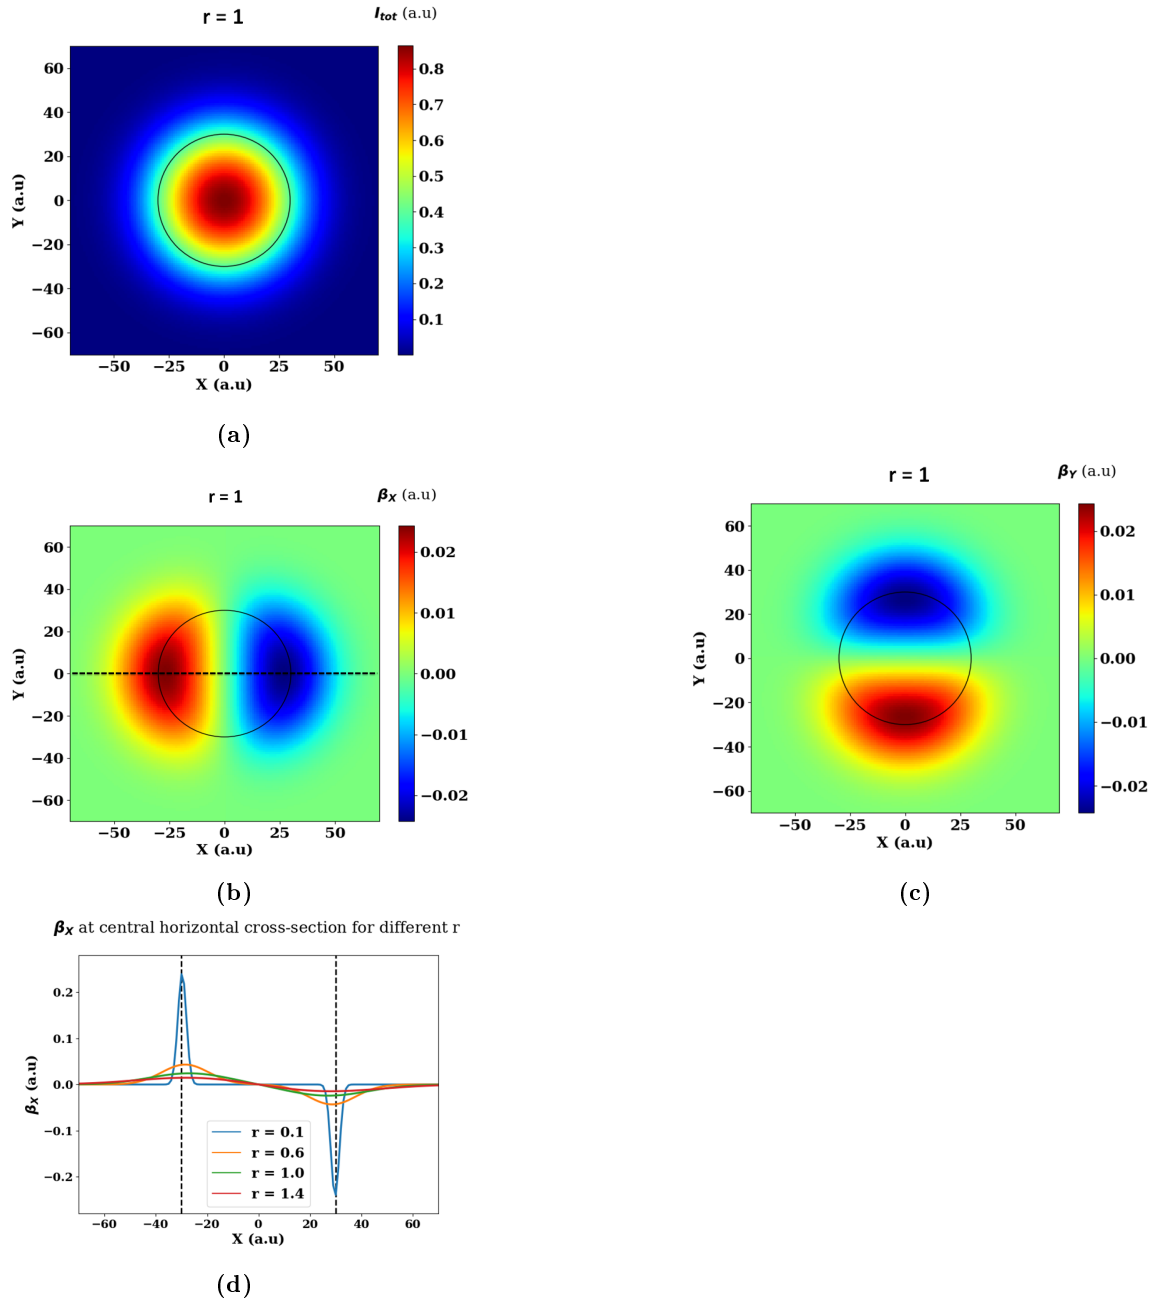 r = 1
I_tot (a.u)
60
40
20
0
−20
−40
−60
−50 −25 0 25 50
X (a.u)
Y (a.u)
0.8
0.7
0.6
0.5
0.4
0.3
0.2
0.1
(a)
r = 1
β_X (a.u)
60
40
20
0
−20
−40
−60
−50 −25 0 25 50
X (a.u)
Y (a.u)
0.02
0.01
0.00
−0.01
−0.02
(b)
r = 1
β_Y (a.u)
60
40
20
0
−20
−40
−60
−50 −25 0 25 50
X (a.u)
Y (a.u)
0.02
0.01
0.00
−0.01
−0.02
(c)
β_X at central horizontal cross-section for different r
0.2
0.1
0.0
−0.1
−0.2
β_X (a.u)
r = 0.1
r = 0.6
r = 1.0
r = 1.4
−60 −40 −20 0 20 40 60
X (a.u)
(d)